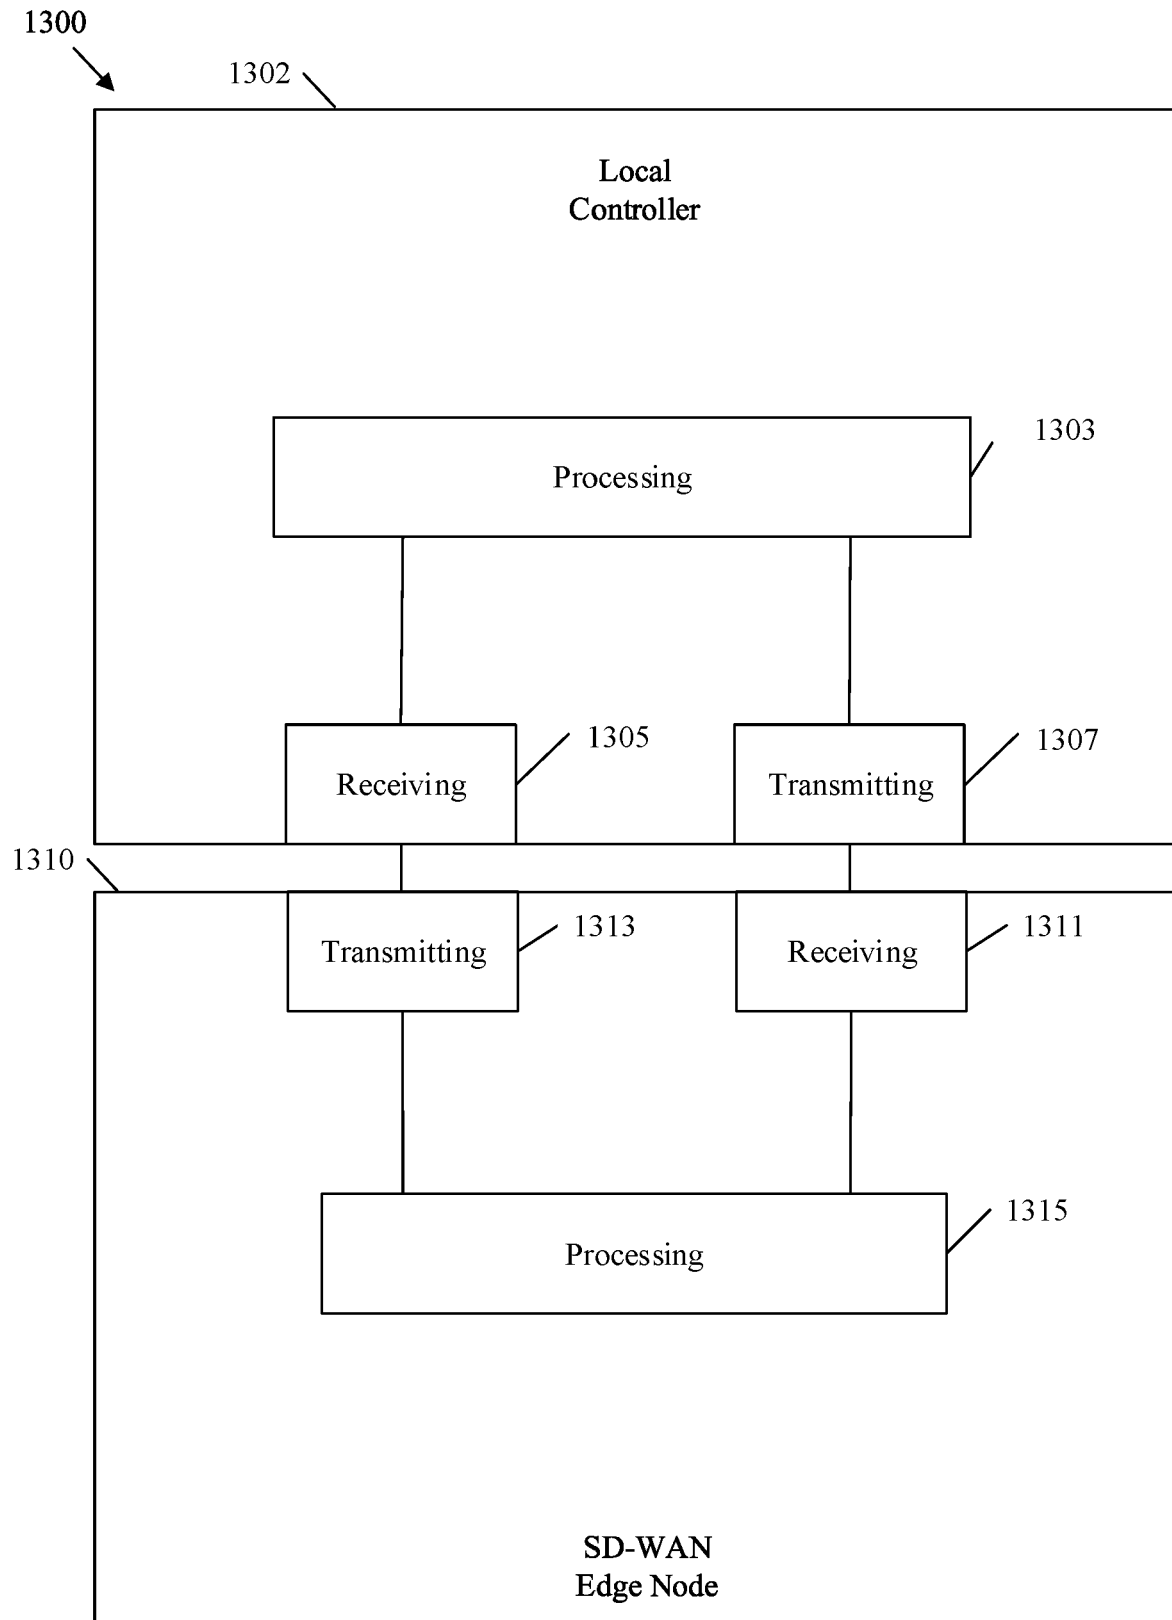 1300
1302
Local
Controller
1303
Processing
1305
1307
Receiving
Transmitting
1310
1313
1311
Transmitting
Receiving
1315
Processing
SD-WAN
Edge Node